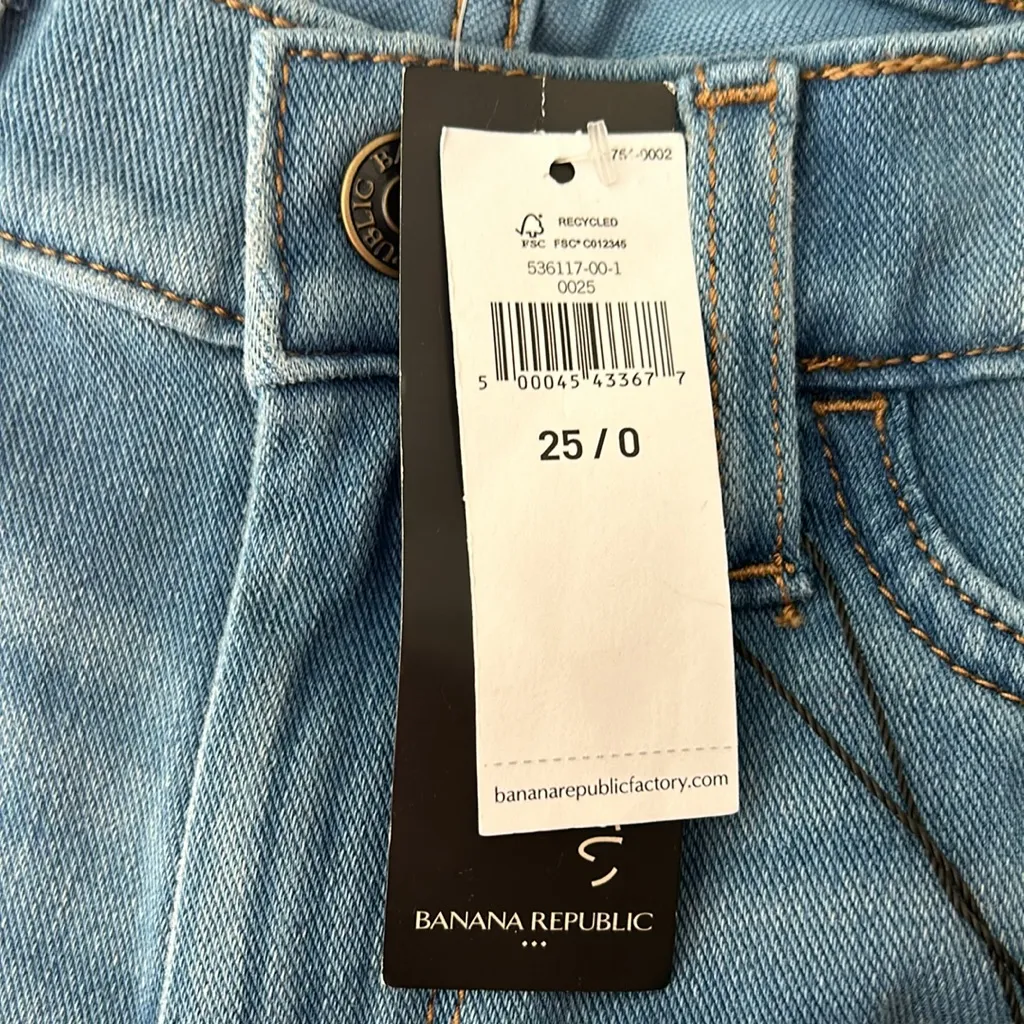 RECYCLED
FSC FSC® C012345
536117-00-1
0025
5 00045 43367 7
25 / 0
bananarepublicfactory.com
BANANA REPUBLIC